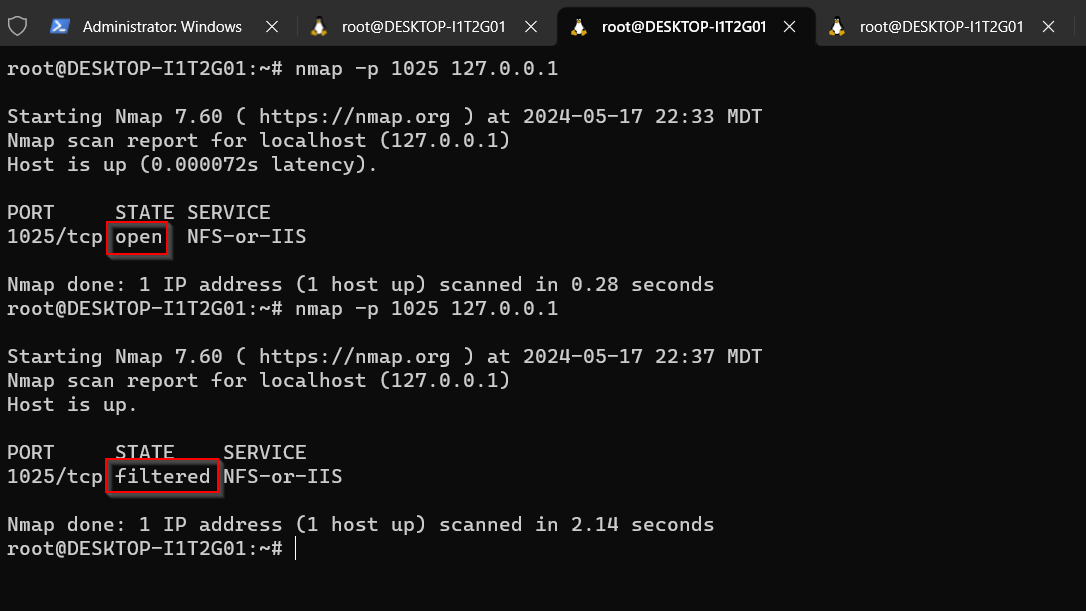 Administrator: Windows
root@DESKTOP-I1T2G01
root@DESKTOP-I1T2G01
root@DESKTOP-I1T2G01
root@DESKTOP-I1T2G01:~# nmap -p 1025 127.0.0.1
Starting Nmap 7.60 ( https://nmap.org ) at 2024-05-17 22:33 MDT
Nmap scan report for localhost (127.0.0.1)
Host is up (0.000072s latency).
PORT     STATE SERVICE
1025/tcp open  NFS-or-IIS
Nmap done: 1 IP address (1 host up) scanned in 0.28 seconds
root@DESKTOP-I1T2G01:~# nmap -p 1025 127.0.0.1
Starting Nmap 7.60 ( https://nmap.org ) at 2024-05-17 22:37 MDT
Nmap scan report for localhost (127.0.0.1)
Host is up.
PORT     STATE    SERVICE
1025/tcp filtered NFS-or-IIS
Nmap done: 1 IP address (1 host up) scanned in 2.14 seconds
root@DESKTOP-I1T2G01:~#